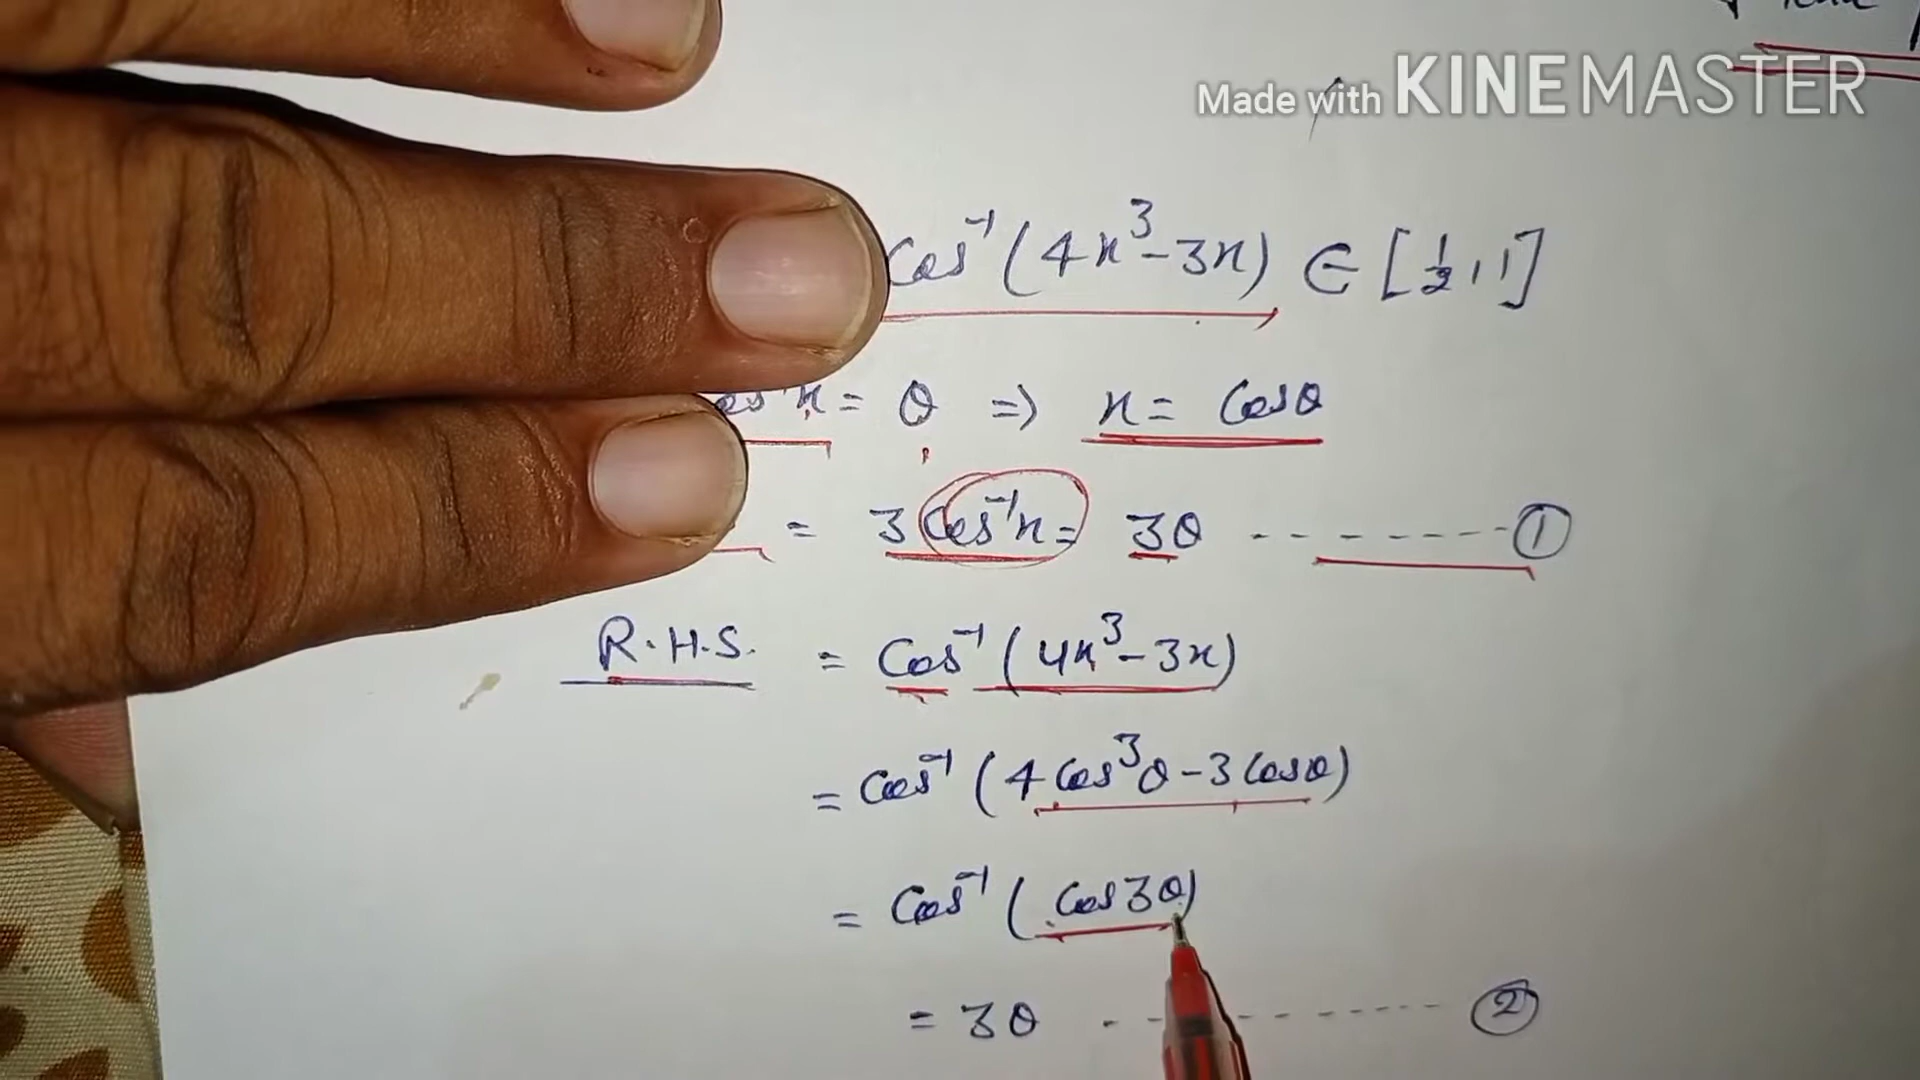 Made with KINEMASTER
Cos⁻¹(4x³-3x) ∈ [½,1]
x = θ ⇒ x = Cosθ
= 3Cos⁻¹x = 3θ --------①
R.H.S. = Cos⁻¹(4x³-3x)
= Cos⁻¹(4Cos³θ-3Cosθ)
= Cos⁻¹(Cos3θ)
= 3θ --------②